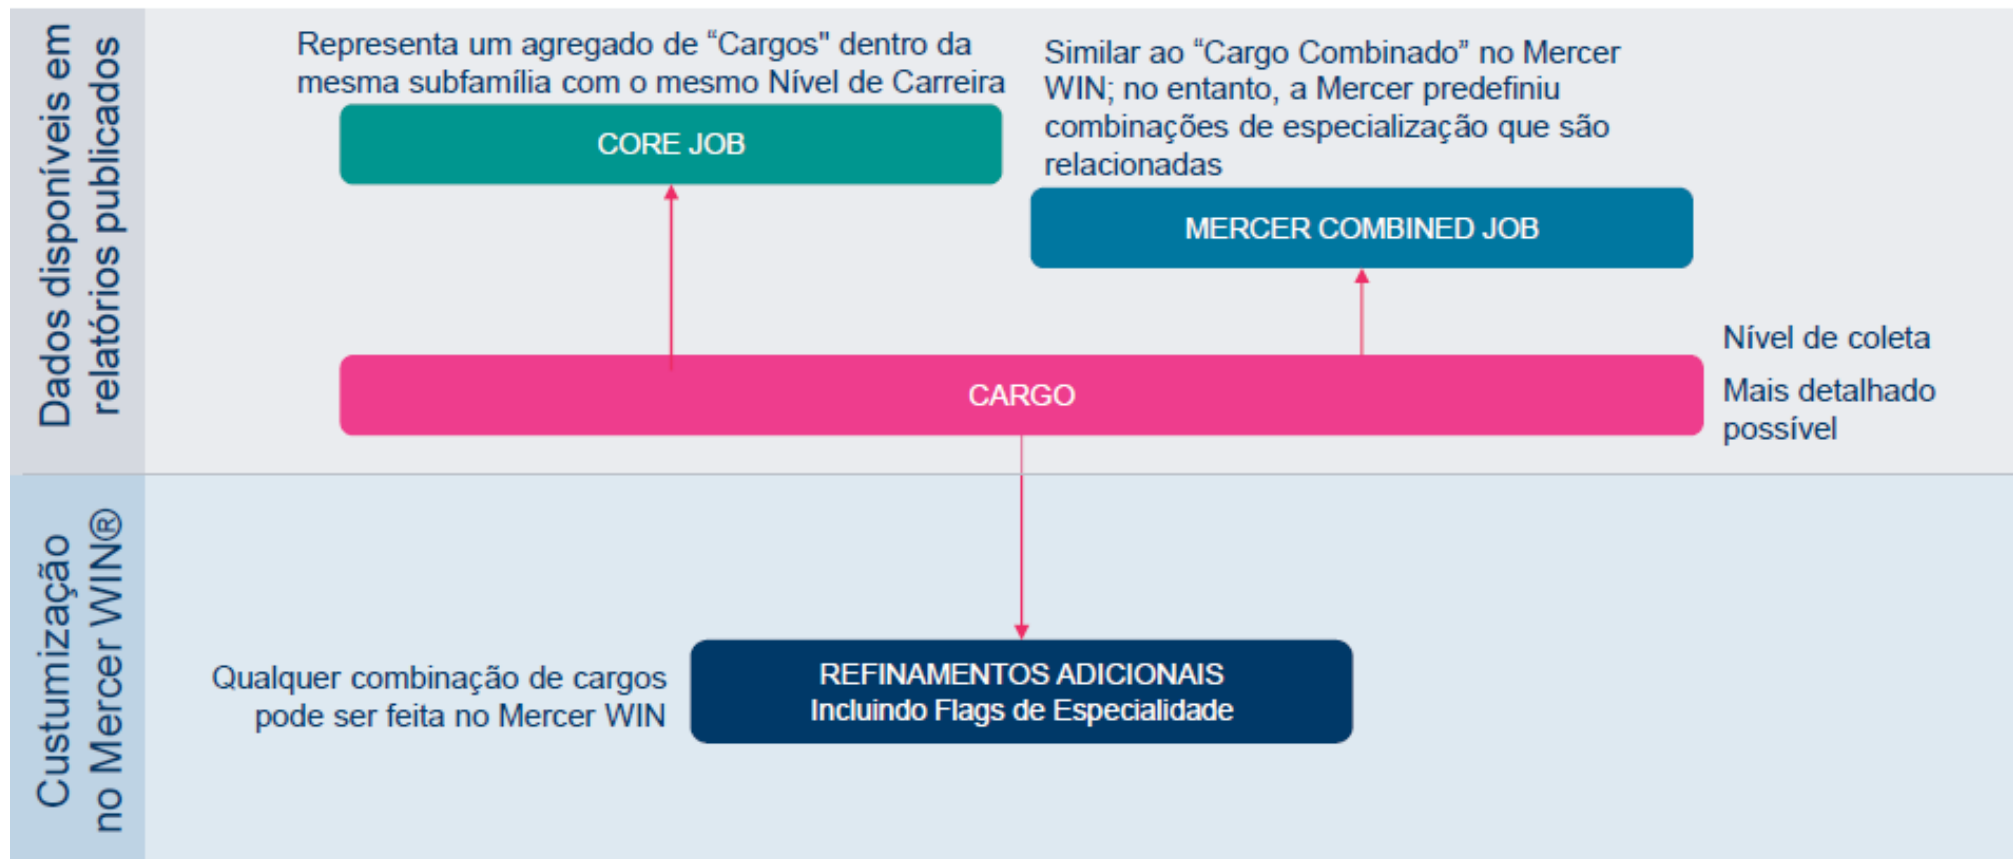 Dados disponíveis em
relatórios publicados
Representa um agregado de “Cargos" dentro da
mesma subfamília com o mesmo Nível de Carreira
CORE JOB
Similar ao “Cargo Combinado” no Mercer
WIN; no entanto, a Mercer predefiniu
combinações de especialização que são
relacionadas
MERCER COMBINED JOB
CARGO
Nível de coleta
Mais detalhado
possível
Custumização
no Mercer WIN®
Qualquer combinação de cargos
pode ser feita no Mercer WIN
REFINAMENTOS ADICIONAIS
Incluindo Flags de Especialidade